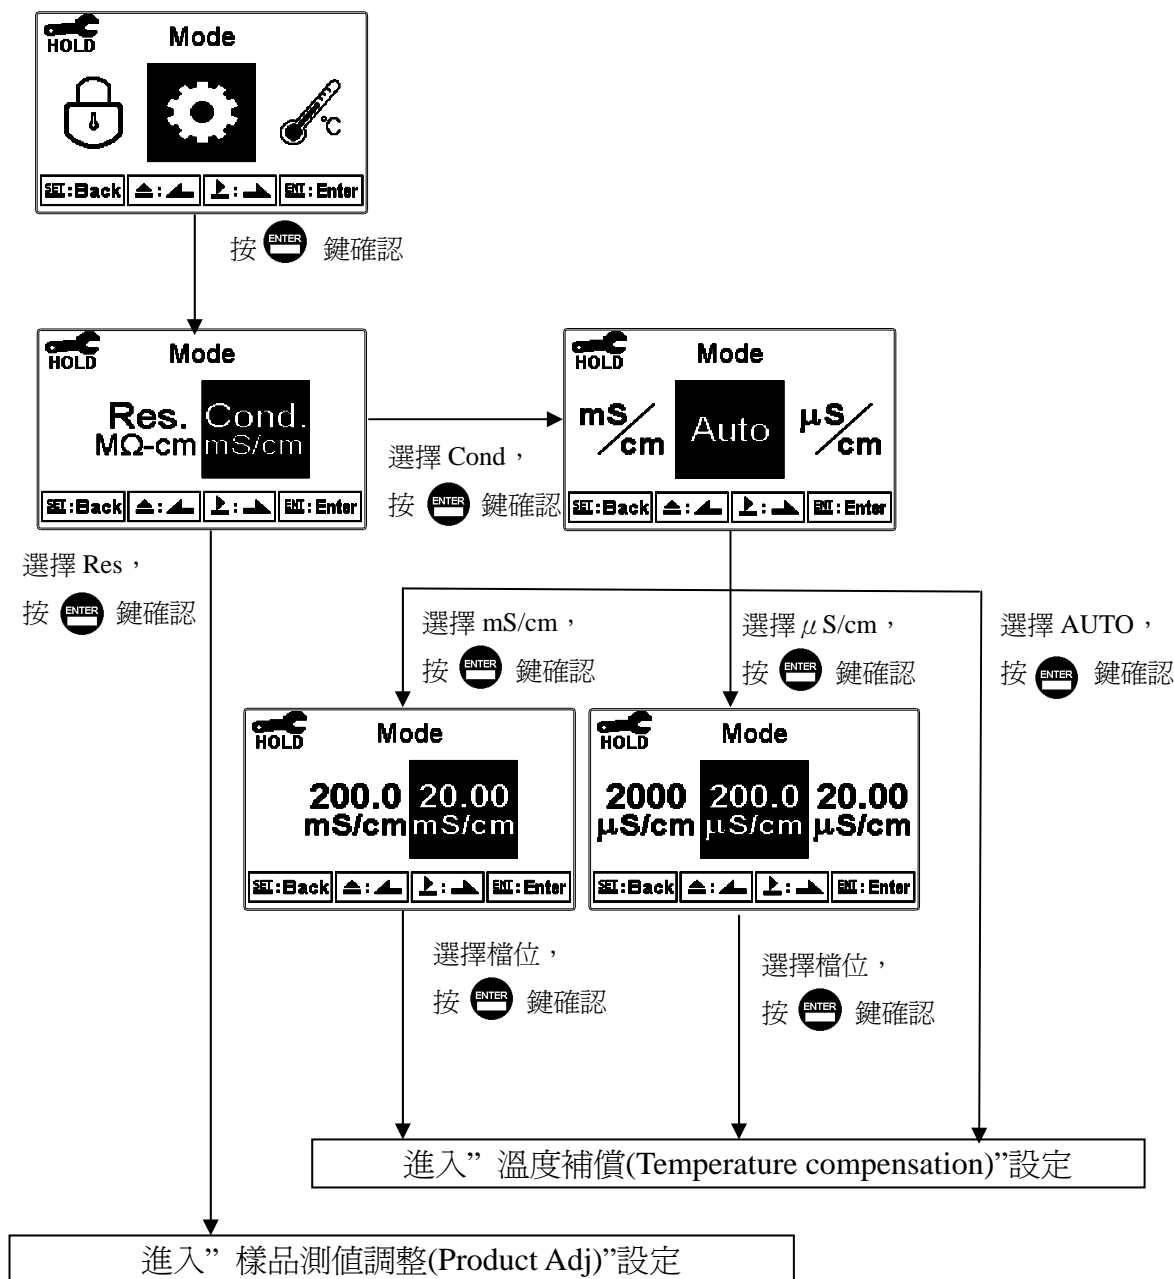 HOLD
Mode
℃
SET:Back
:
:
ENT:Enter
按 ENTER 鍵確認
HOLD
Mode
Res. Cond.
MΩ-cm mS/cm
SET:Back
:
:
ENT:Enter
選擇 Cond，
按 ENTER 鍵確認
HOLD
Mode
mS/cm Auto μS/cm
SET:Back
:
:
ENT:Enter
選擇 Res，
按 ENTER 鍵確認
選擇 mS/cm，
按 ENTER 鍵確認
選擇 μ S/cm，
按 ENTER 鍵確認
選擇 AUTO，
按 ENTER 鍵確認
HOLD
Mode
200.0 20.00
mS/cm mS/cm
SET:Back
:
:
ENT:Enter
HOLD
Mode
2000 200.0 20.00
μS/cm μS/cm μS/cm
SET:Back
:
:
ENT:Enter
選擇檔位，
按 ENTER 鍵確認
選擇檔位，
按 ENTER 鍵確認
進入” 溫度補償(Temperature compensation)”設定
進入” 樣品測值調整(Product Adj)”設定